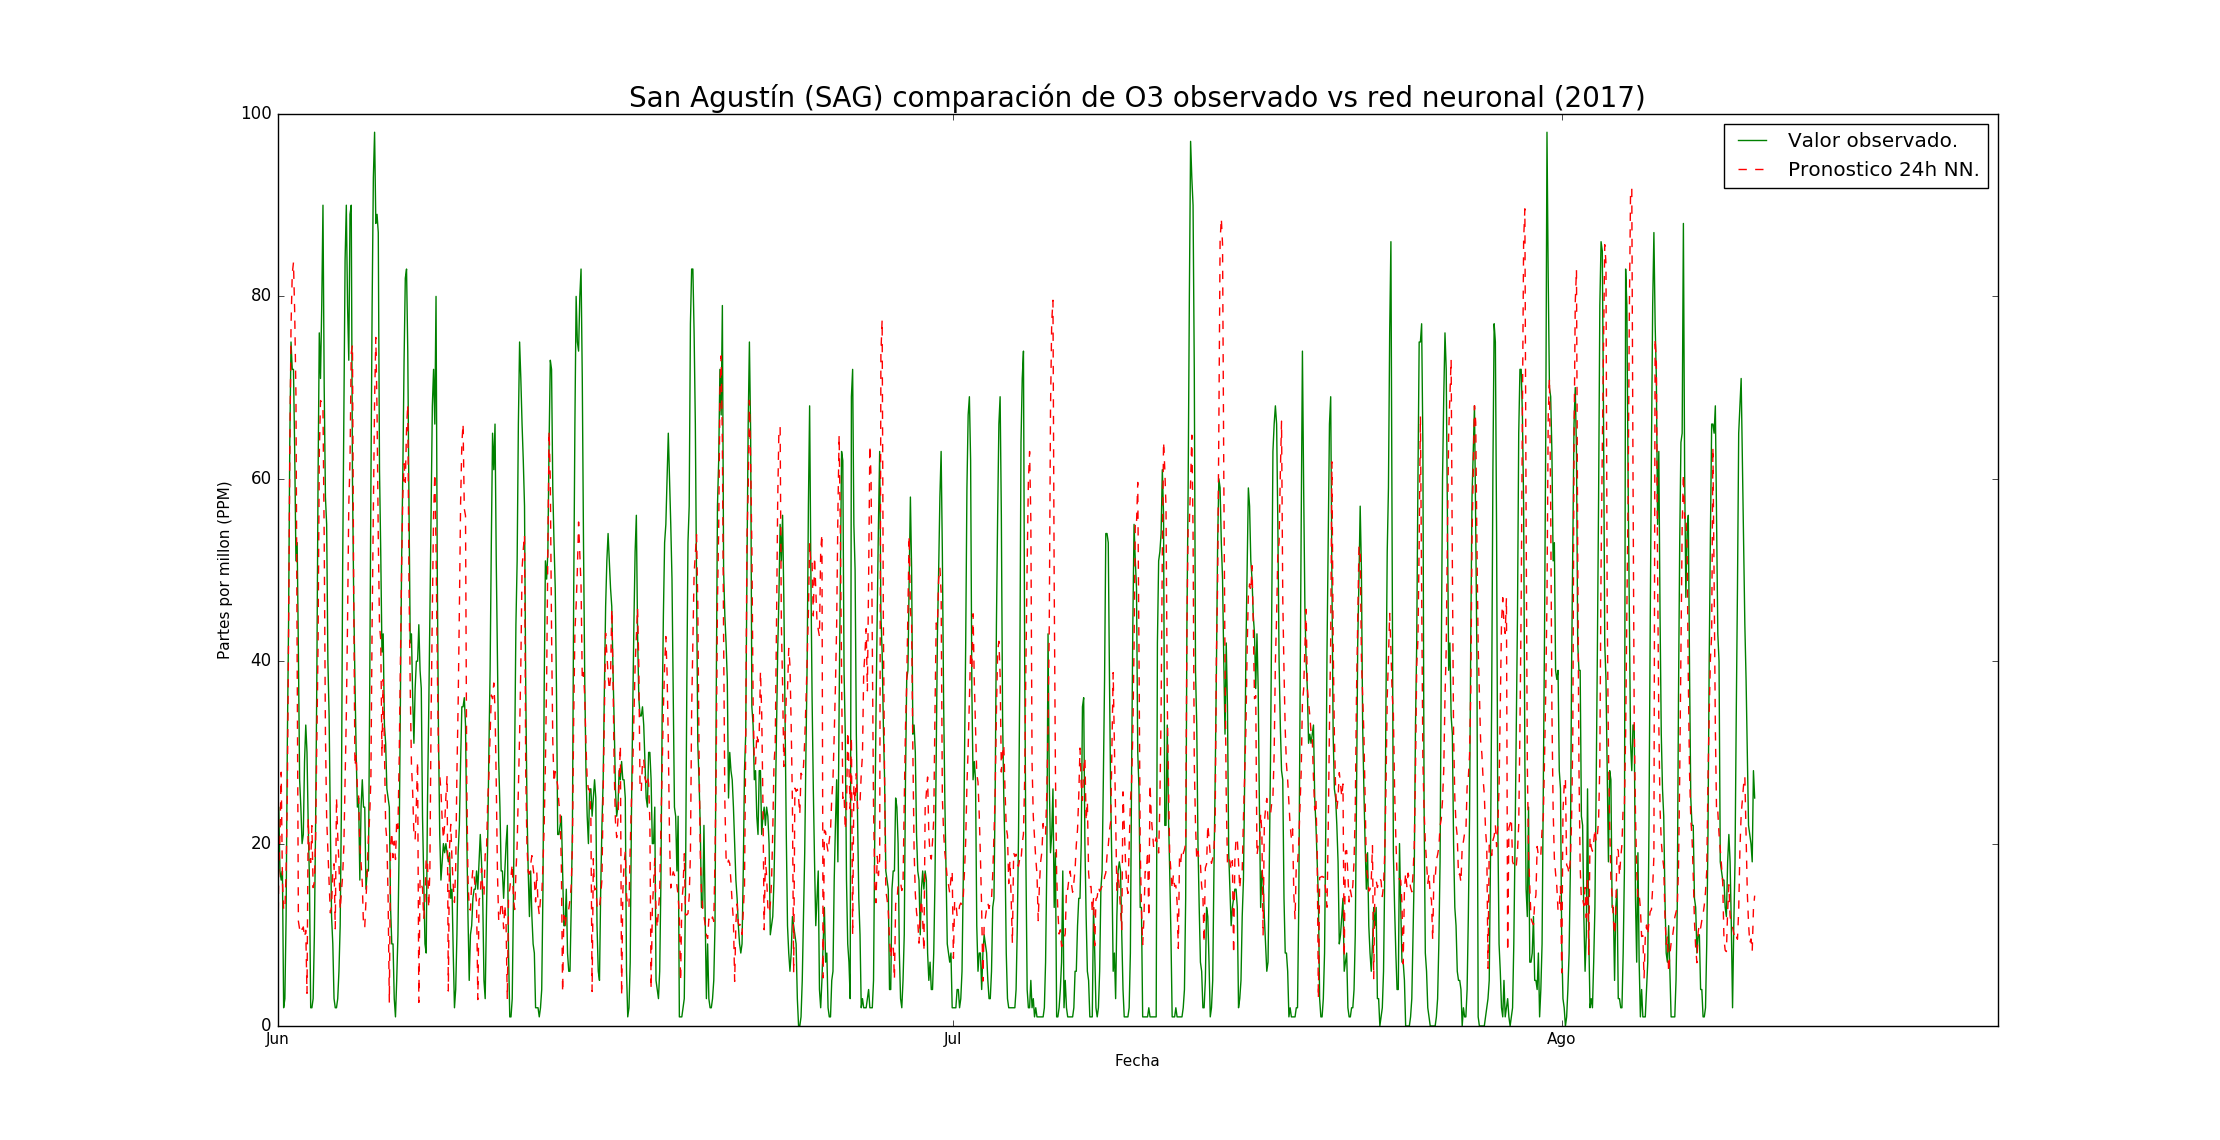 San Agustín (SAG) comparación de O3 observado vs red neuronal (2017)
100
80
60
40
20
0
Partes por millon (PPM)
Valor observado.
Pronostico 24h NN.
Jun
Jul
Ago
Fecha